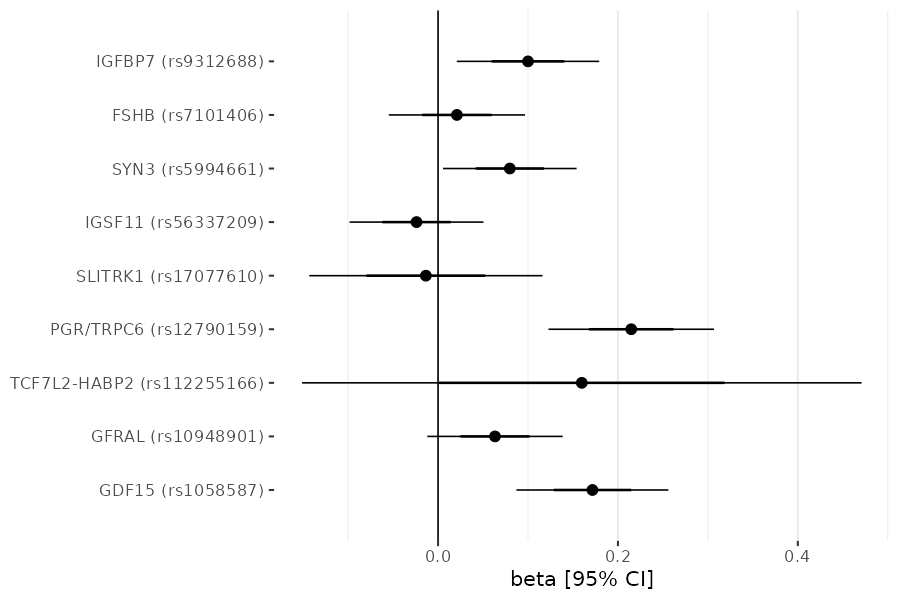 IGFBP7 (rs9312688)
FSHB (rs7101406)
SYN3 (rs5994661)
IGSF11 (rs56337209)
SLITRK1 (rs17077610)
PGR/TRPC6 (rs12790159)
TCF7L2-HABP2 (rs112255166)
GFRAL (rs10948901)
GDF15 (rs1058587)
0.0 0.2 0.4
beta [95% CI]